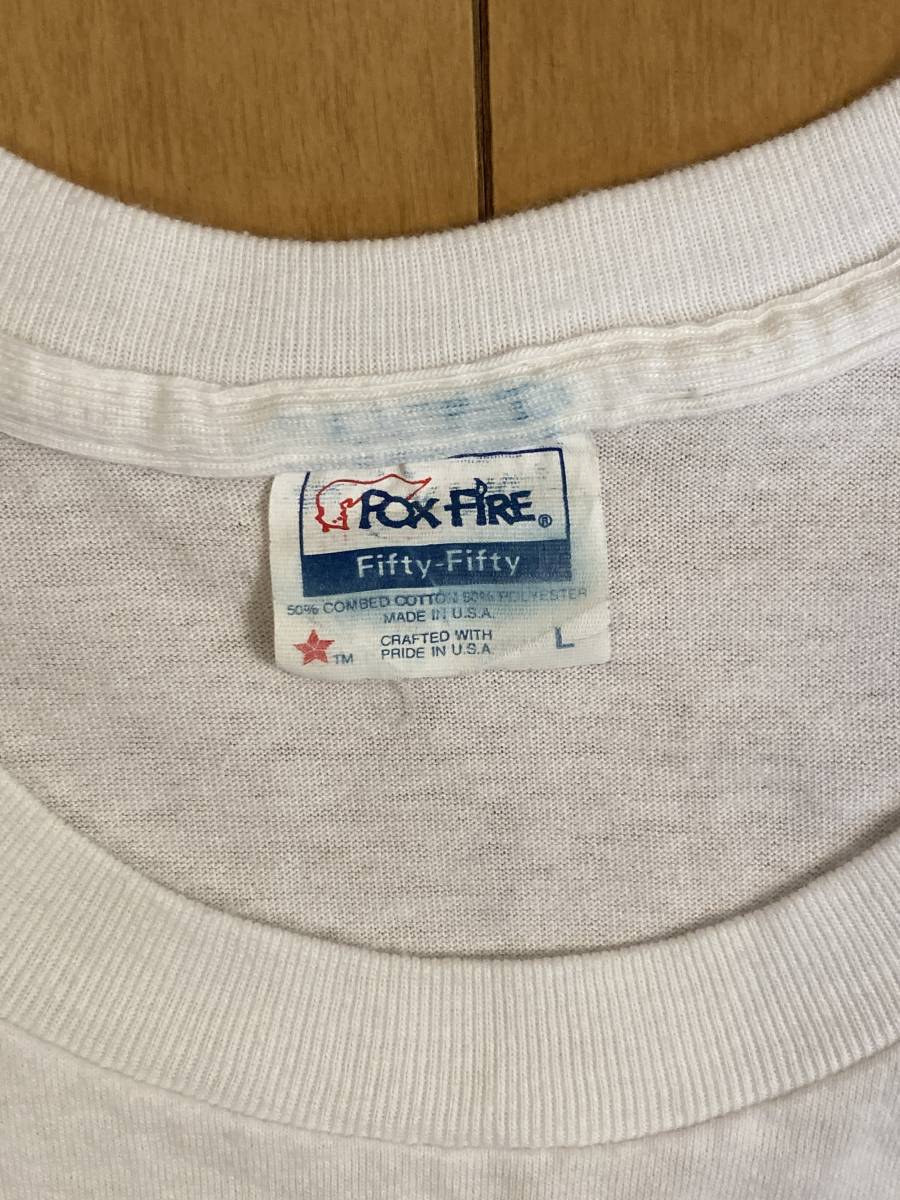 FOX FIRE®
Fifty-Fifty
50% COMBED COTTON 50% POLYESTER
MADE IN U.S.A.
TM CRAFTED WITH L
PRIDE IN U.S.A.